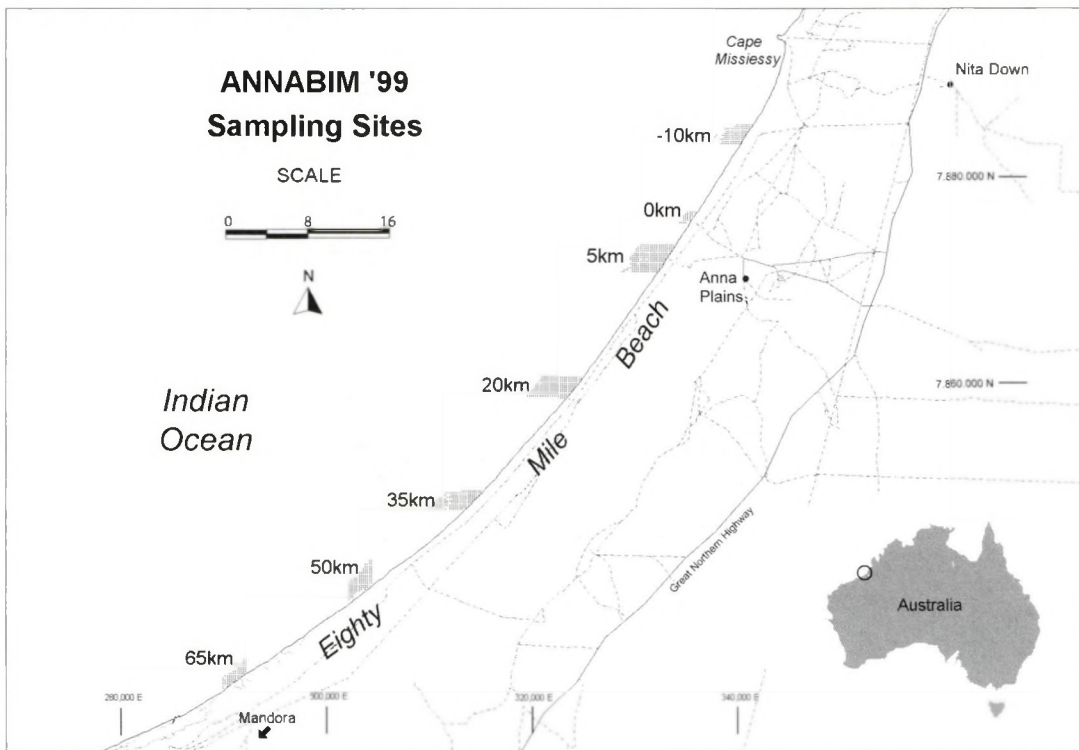 ANNABIM '99
Sampling Sites
SCALE
0 8 16
N
Cape
Missiessy
Nita Down
-10km
7,880,000 N
0km
5km
Anna
Plains
Beach
20km
7,860,000 N
Indian
Ocean
Mile
35km
Great Northern Highway
50km
Australia
Eighty
65km
280,000 E
300,000 E
320,000 E
340,000 E
Mandora